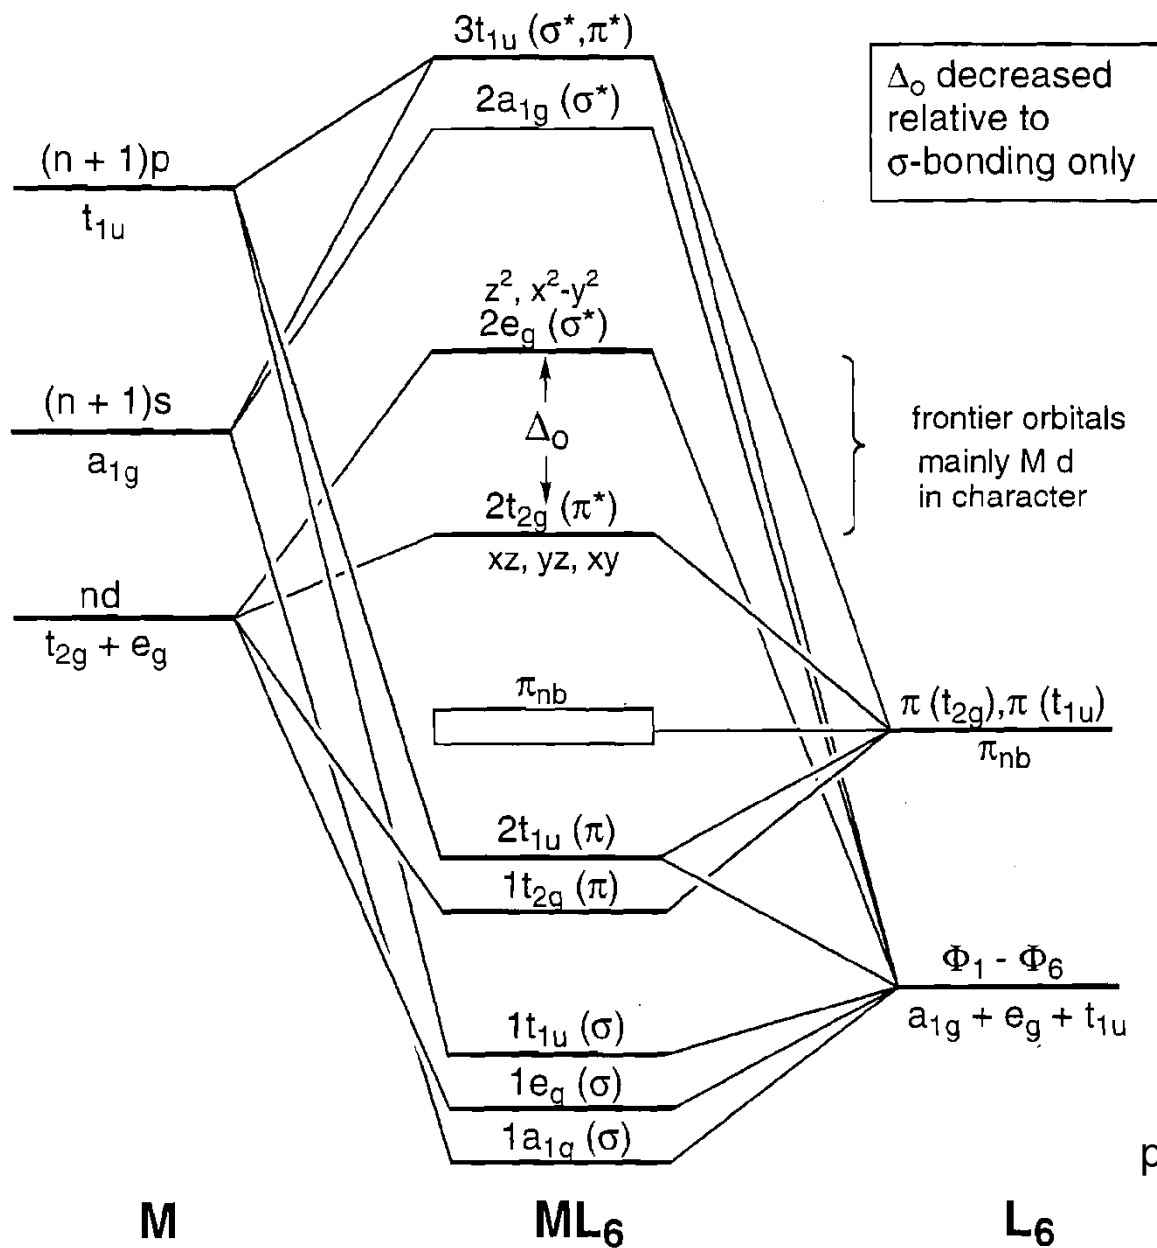 3t₁ᵤ (σ*,π*)
Δₒ decreased
relative to
σ-bonding only
2a₁g (σ*)
(n + 1)p
t₁ᵤ
z², x²-y²
2eg (σ*)
(n + 1)s
a₁g
Δₒ
frontier orbitals
mainly M d
in character
2t₂g (π*)
xz, yz, xy
nd
t₂g + eg
πnb
π (t₂g),π (t₁ᵤ)
πnb
2t₁ᵤ (π)
1t₂g (π)
Φ₁ - Φ₆
a₁g + eg + t₁ᵤ
1t₁ᵤ (σ)
1eg (σ)
1a₁g (σ)
p
M
ML₆
L₆